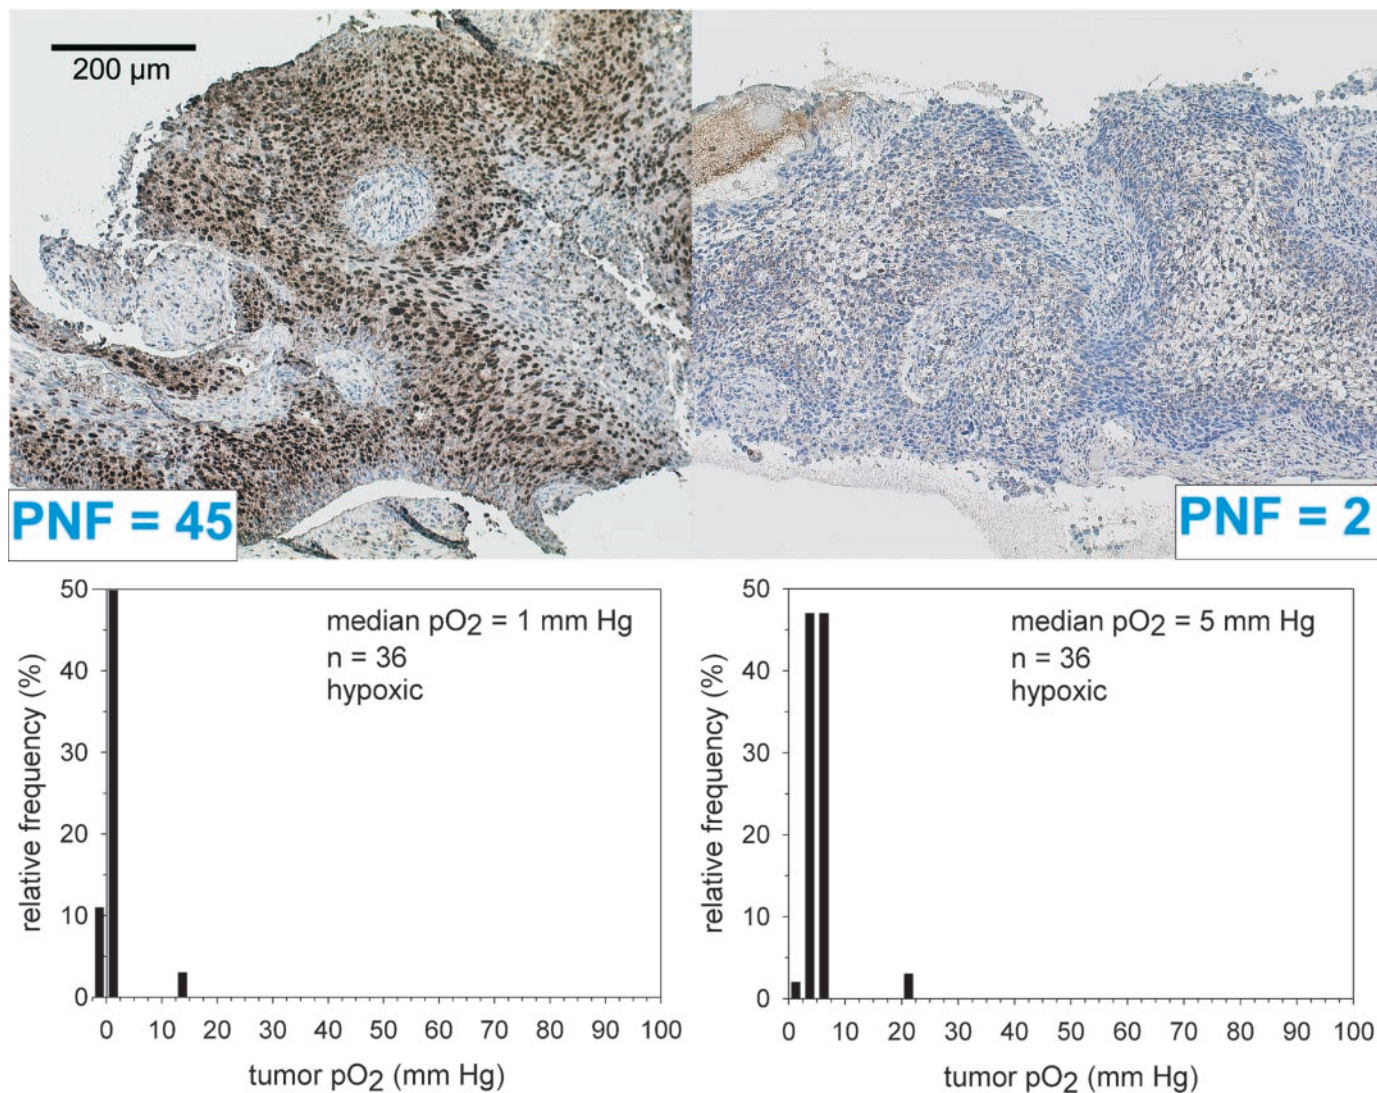 200 µm
PNF = 45
PNF = 2
50
40
30
20
10
0
relative frequency (%)
median pO2 = 1 mm Hg
n = 36
hypoxic
0 10 20 30 40 50 60 70 80 90 100
tumor pO2 (mm Hg)
50
40
30
20
10
0
relative frequency (%)
median pO2 = 5 mm Hg
n = 36
hypoxic
0 10 20 30 40 50 60 70 80 90 100
tumor pO2 (mm Hg)